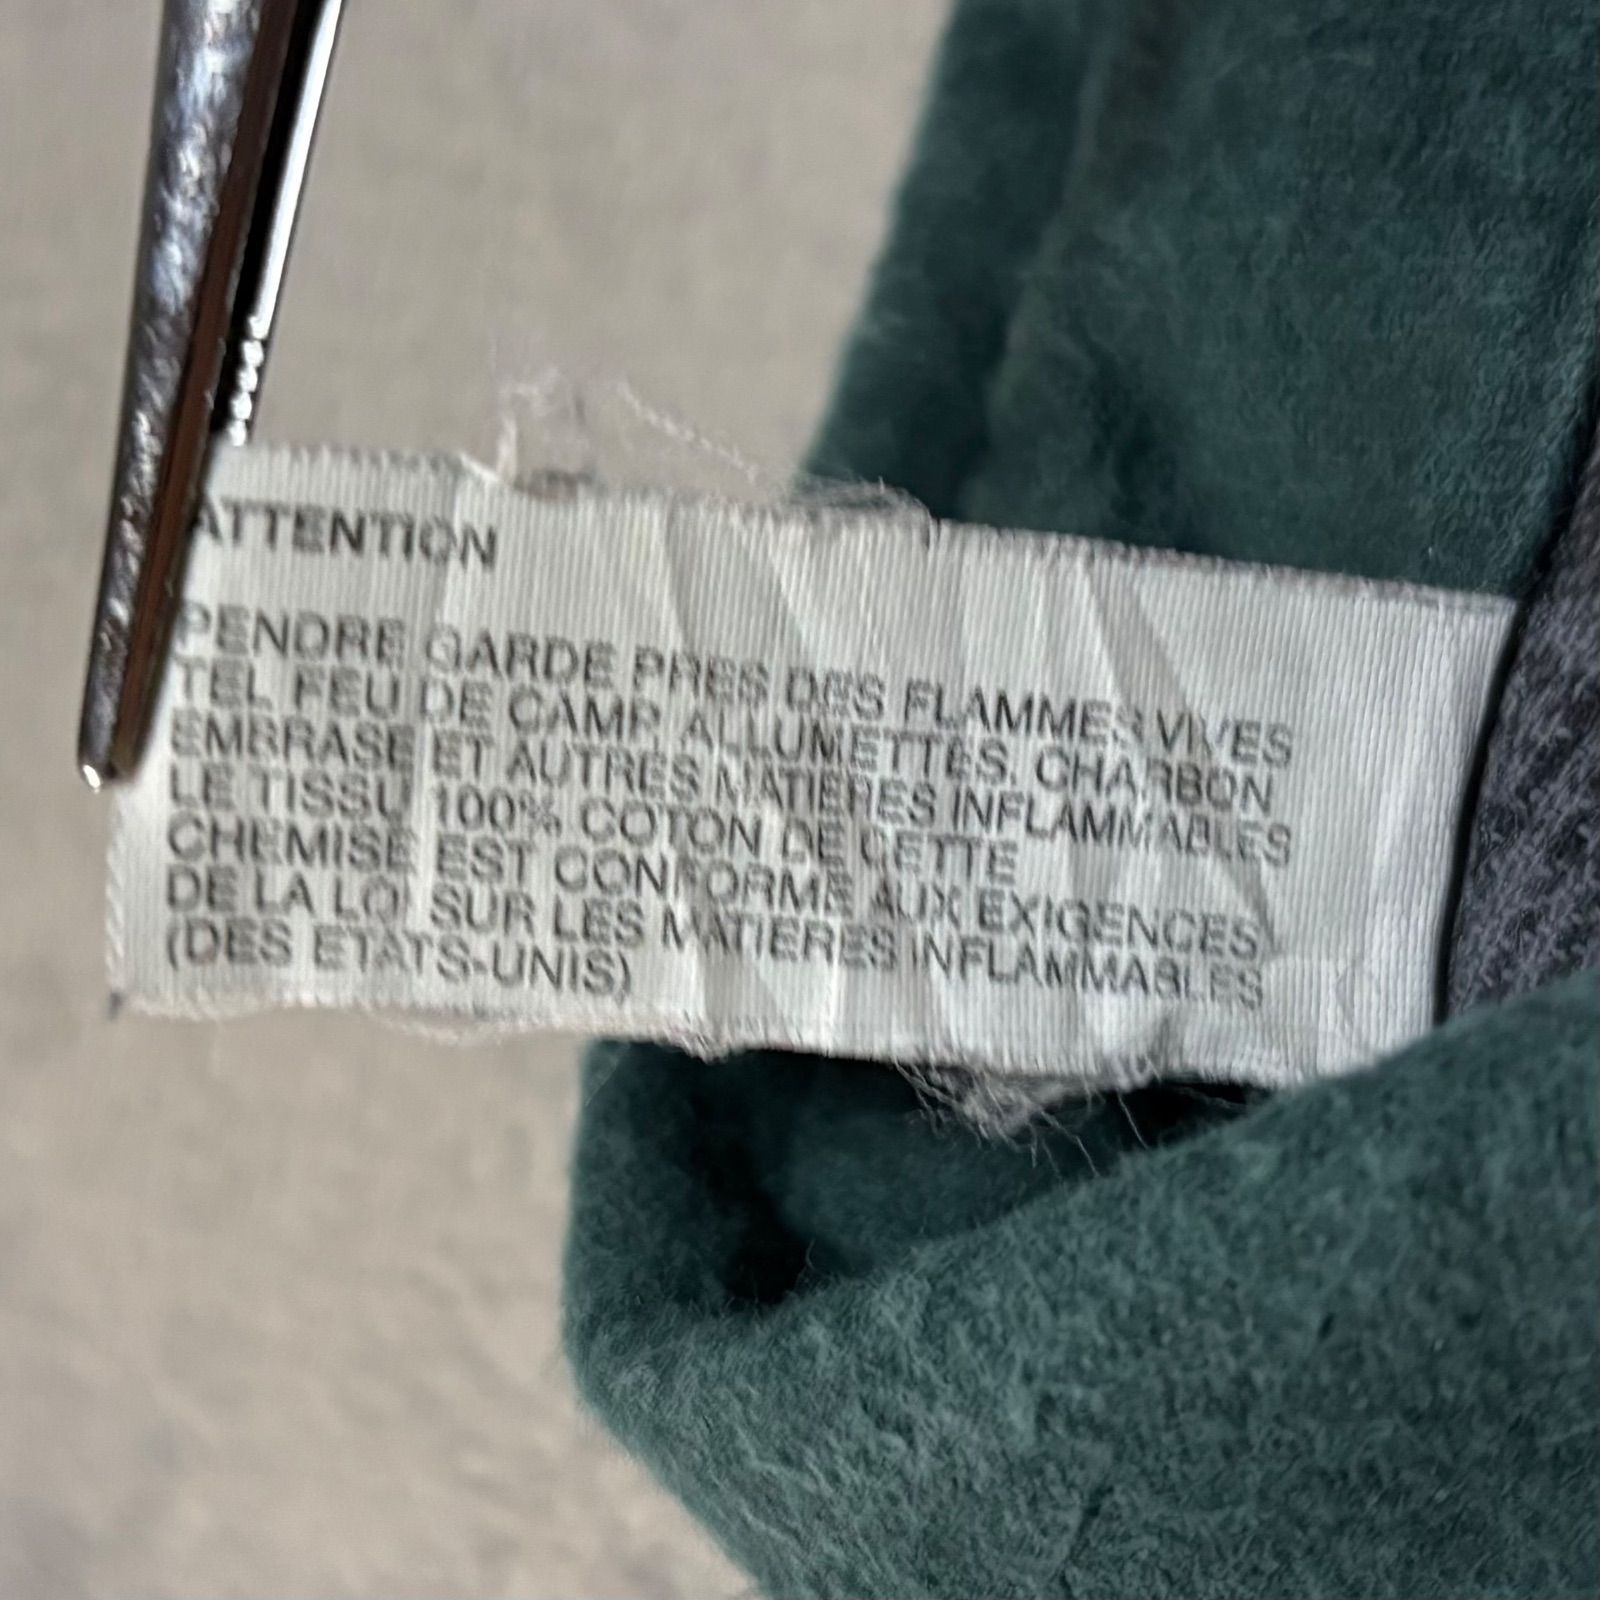 ATTENTION
PENDRE GARDE PRES DES FLAMMES VIVES
TEL FEU DE CAMP ALLUMETTES. CHARBON
EMBRASE ET AUTRES MATIERES INFLAMMABLES
LE TISSU 100% COTON DE CETTE
CHEMISE EST CONFORME AUX EXIGENCES
DE LA LOI SUR LES MATIERES INFLAMMABLES
(DES ETATS-UNIS)